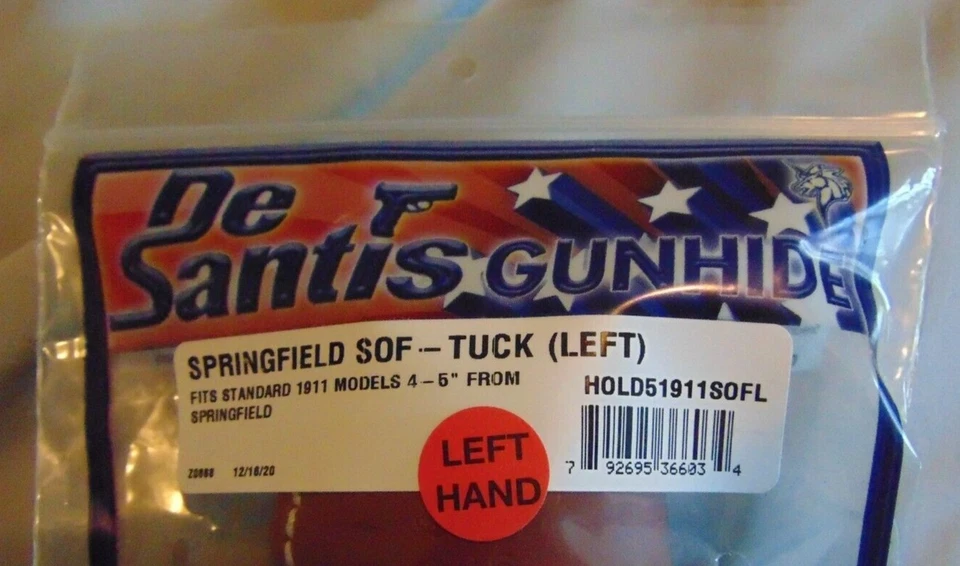 De
Santis GUNHIDE
SPRINGFIELD SOF – TUCK (LEFT)
FITS STANDARD 1911 MODELS 4 – 5" FROM
SPRINGFIELD
HOLD51911SOFL
7 92695 36603 4
LEFT
HAND
12/16/20